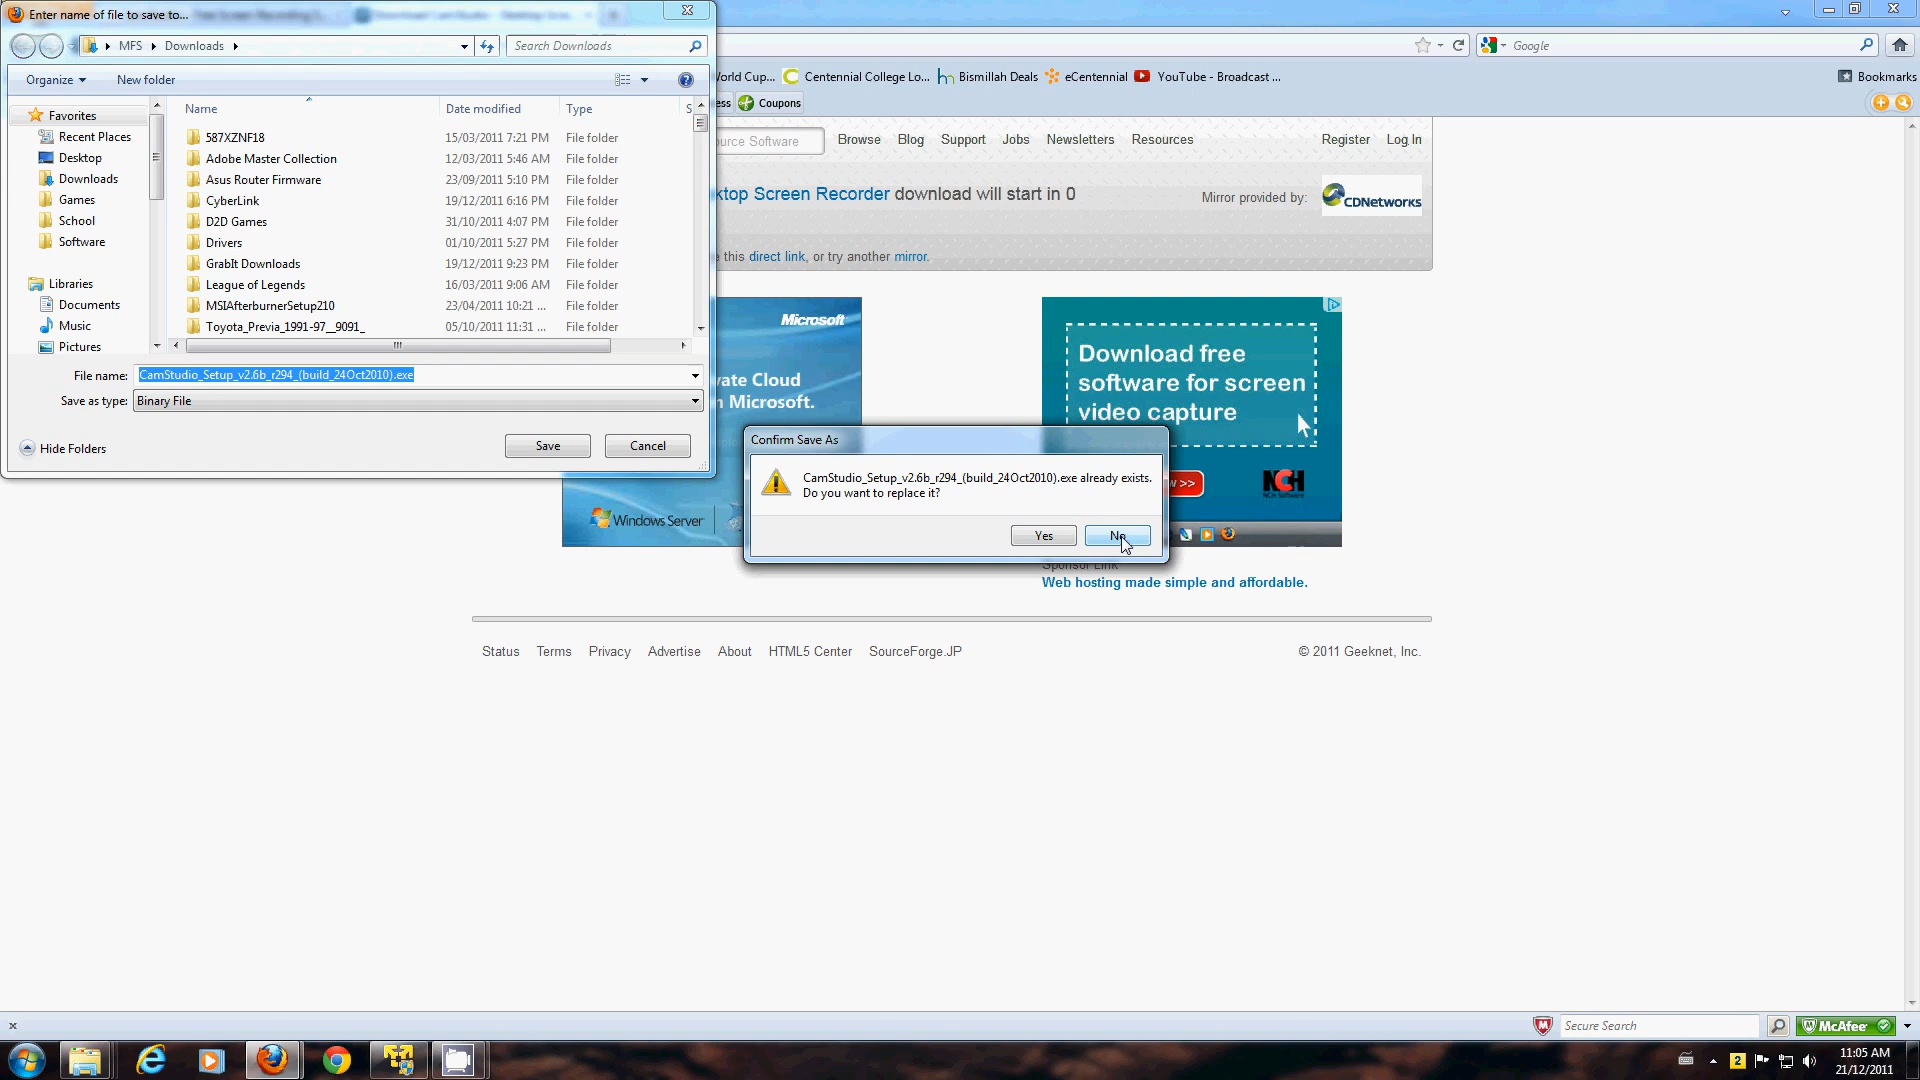 Enter name of file to save to...
MFS
Downloads
Search Downloads
Google
Organize
New folder
orld Cup...
Centennial College Lo...
Bismillah Deals
eCentennial
YouTube - Broadcast ...
Bookmarks
ess
Coupons
Favorites
Recent Places
Desktop
Downloads
Games
School
Software
Libraries
Documents
Music
Pictures
Name Date modified Type S
587XZNF18 15/03/2011 7:21 PM File folder
Adobe Master Collection 12/03/2011 5:46 AM File folder
Asus Router Firmware 23/09/2011 5:10 PM File folder
CyberLink 19/12/2011 6:16 PM File folder
D2D Games 31/10/2011 4:07 PM File folder
Drivers 01/10/2011 5:27 PM File folder
GrabIt Downloads 19/12/2011 9:23 PM File folder
League of Legends 16/03/2011 9:06 AM File folder
MSIAfterburnerSetup210 23/04/2011 10:21 ... File folder
Toyota_Previa_1991-97__9091_ 05/10/2011 11:31 ... File folder
File name: CamStudio_Setup_v2.6b_r294_(build_24Oct2010).exe
Save as type: Binary File
Hide Folders
Save
Cancel
ource Software
Browse
Blog
Support
Jobs
Newsletters
Resources
Register
Log In
ktop Screen Recorder download will start in 0
Mirror provided by:
CDNetworks
e this direct link, or try another mirror.
Microsoft
vate Cloud
m Microsoft.
Windows Server
Download free
software for screen
video capture
w >>
NCH
NCH Software
Confirm Save As
CamStudio_Setup_v2.6b_r294_(build_24Oct2010).exe already exists.
Do you want to replace it?
Yes
No
Sponsor Link
Web hosting made simple and affordable.
Status
Terms
Privacy
Advertise
About
HTML5 Center
SourceForge.JP
© 2011 Geeknet, Inc.
x
Secure Search
McAfee
2
11:05 AM
21/12/2011